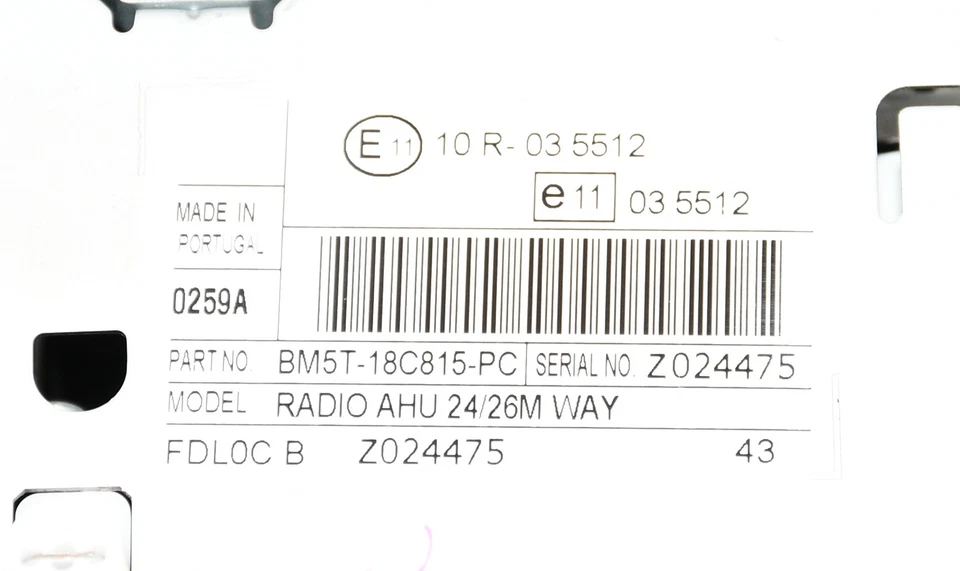 E 11 10 R- 03 5512
e 11 03 5512
MADE IN
PORTUGAL
0259A
PART NO. BM5T-18C815-PC SERIAL NO. Z024475
MODEL RADIO AHU 24/26M WAY
FDLOC B Z024475 43